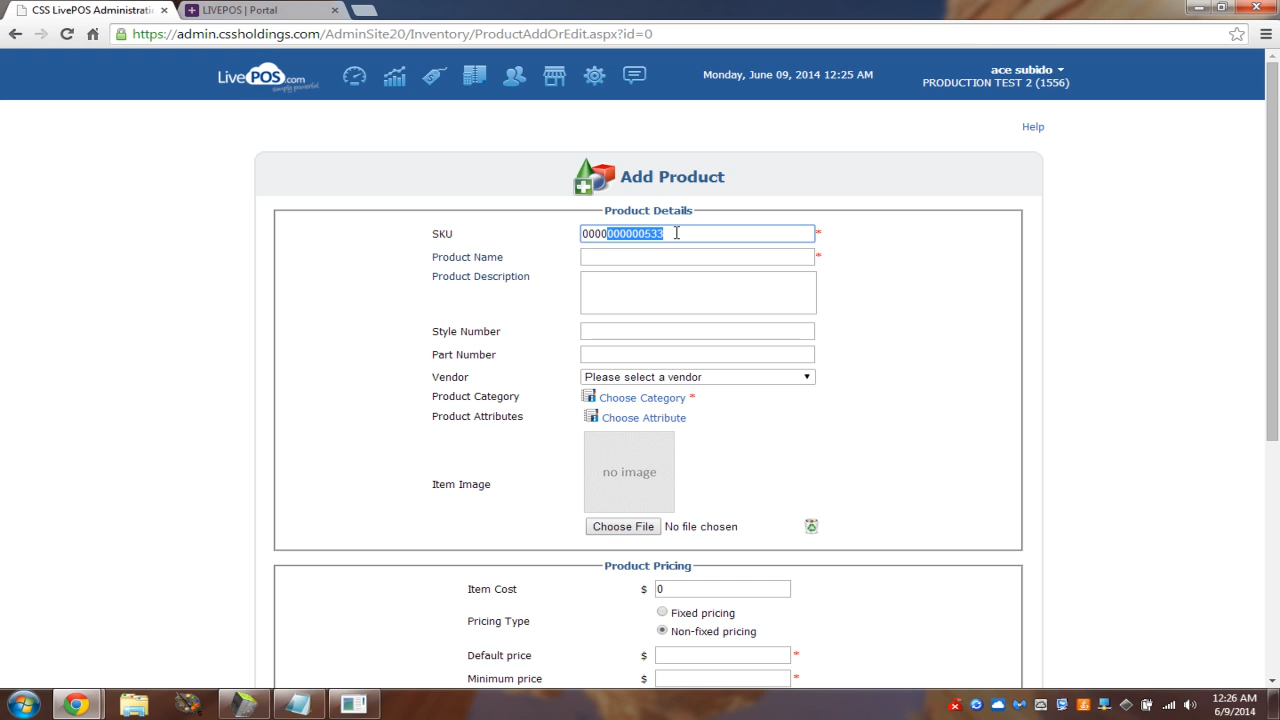 CSS LivePOS Administrati
LIVEPOS | Portal
https://admin.cssholdings.com/AdminSite20/Inventory/ProductAddOrEdit.aspx?id=0
LivePOS.com
simply powerful
Monday, June 09, 2014 12:25 AM
ace subido
PRODUCTION TEST 2 (1556)
Help
Add Product
Product Details
SKU 0000000000533 *
Product Name *
Product Description
Style Number
Part Number
Vendor Please select a vendor
Product Category Choose Category *
Product Attributes Choose Attribute
no image
Item Image
Choose File No file chosen
Product Pricing
Item Cost $ 0
Fixed pricing
Pricing Type
Non-fixed pricing
Default price $ *
Minimum price $ *
12:26 AM
6/9/2014